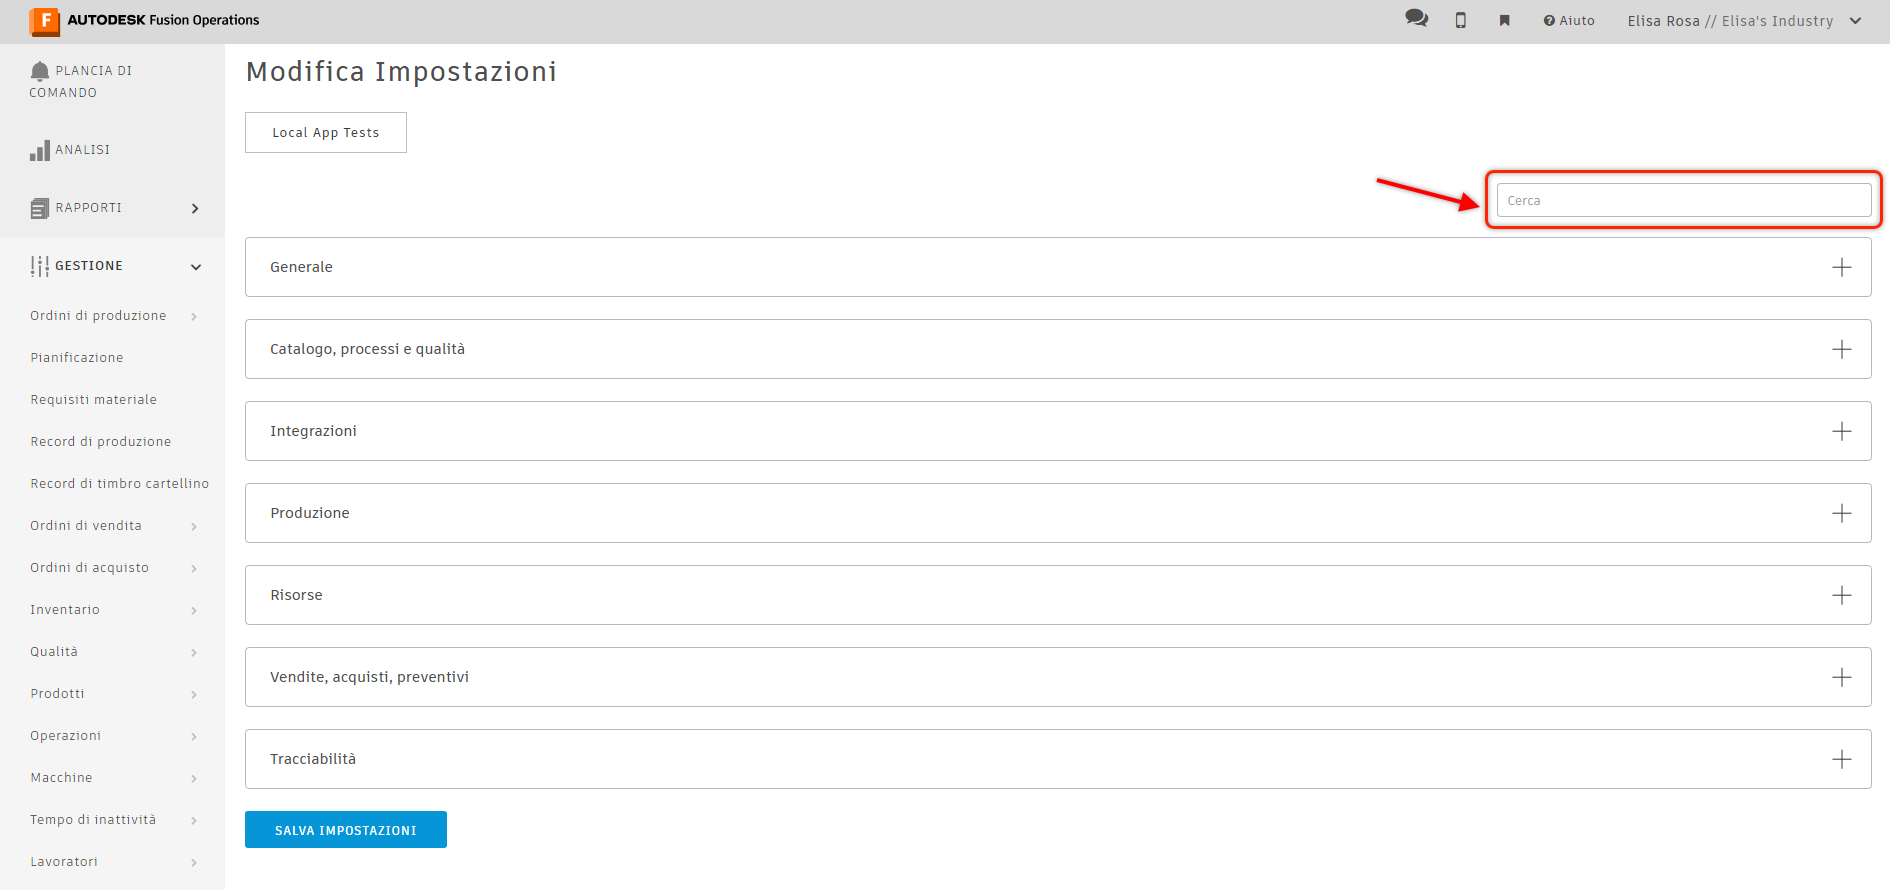 F AUTODESK Fusion Operations
Aiuto
Elisa Rosa // Elisa's Industry
PLANCIA DI
COMANDO
ANALISI
RAPPORTI
GESTIONE
Ordini di produzione
Pianificazione
Requisiti materiale
Record di produzione
Record di timbro cartellino
Ordini di vendita
Ordini di acquisto
Inventario
Qualità
Prodotti
Operazioni
Macchine
Tempo di inattività
Lavoratori
Modifica Impostazioni
Local App Tests
Cerca
Generale
Catalogo, processi e qualità
Integrazioni
Produzione
Risorse
Vendite, acquisti, preventivi
Tracciabilità
SALVA IMPOSTAZIONI